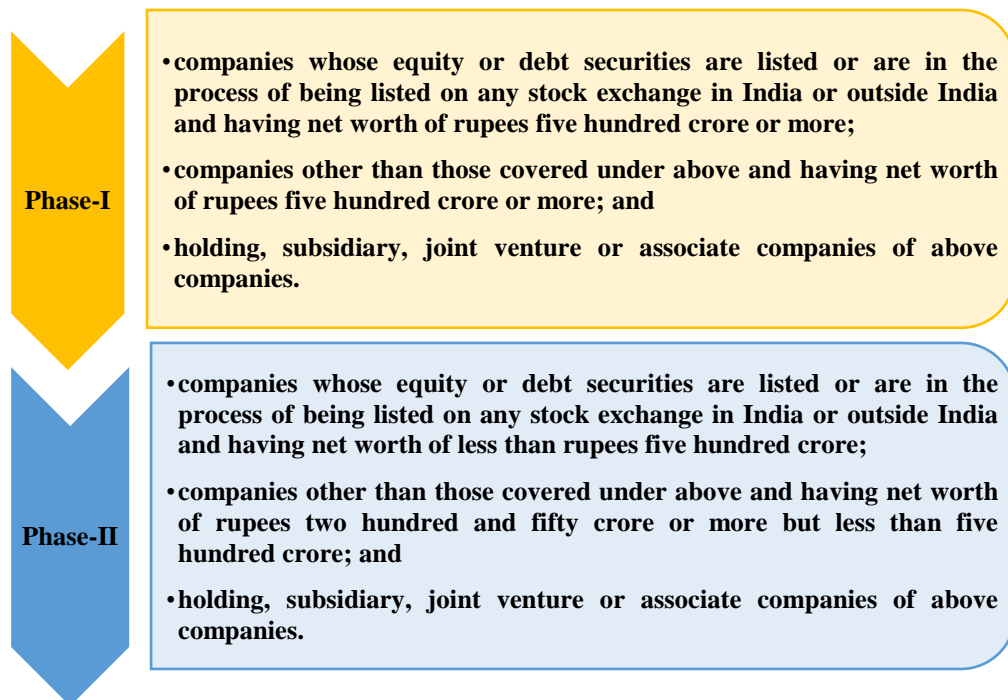 Phase-I
•companies whose equity or debt securities are listed or are in the
process of being listed on any stock exchange in India or outside India
and having net worth of rupees five hundred crore or more;
•companies other than those covered under above and having net worth
of rupees five hundred crore or more; and
•holding, subsidiary, joint venture or associate companies of above
companies.
Phase-II
•companies whose equity or debt securities are listed or are in the
process of being listed on any stock exchange in India or outside India
and having net worth of less than rupees five hundred crore;
•companies other than those covered under above and having net worth
of rupees two hundred and fifty crore or more but less than five
hundred crore; and
•holding, subsidiary, joint venture or associate companies of above
companies.